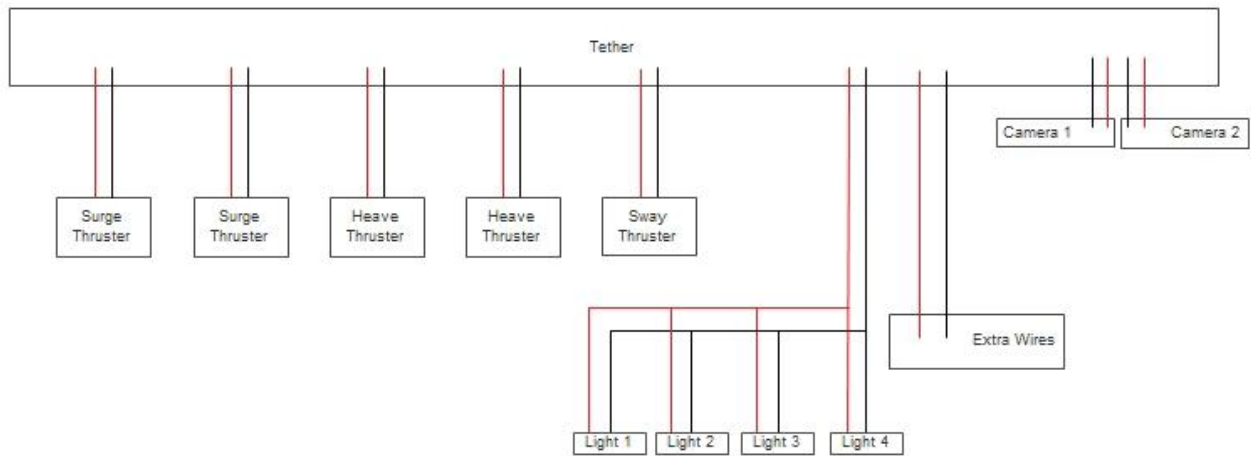 Tether
Camera 1
Camera 2
Surge
Thruster
Surge
Thruster
Heave
Thruster
Heave
Thruster
Sway
Thruster
Extra Wires
Light 1
Light 2
Light 3
Light 4